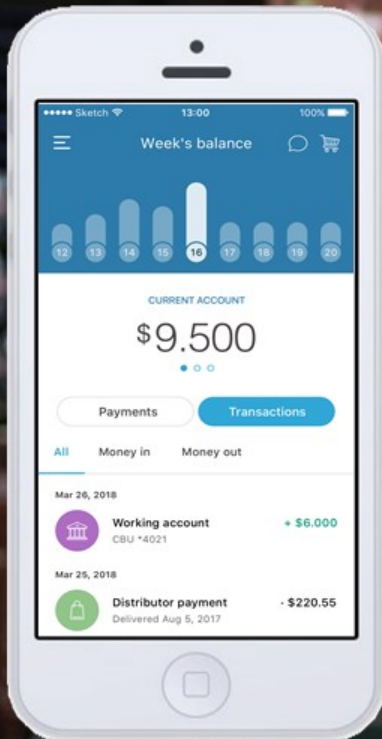 Sketch 13:00 100%
Week's balance
12 13 14 15 16 17 18 19 20
CURRENT ACCOUNT
$9.500
Payments Transactions
All Money in Money out
Mar 26, 2018
Working account + $6.000
CBU *4021
Mar 25, 2018
Distributor payment · $220.55
Delivered Aug 5, 2017